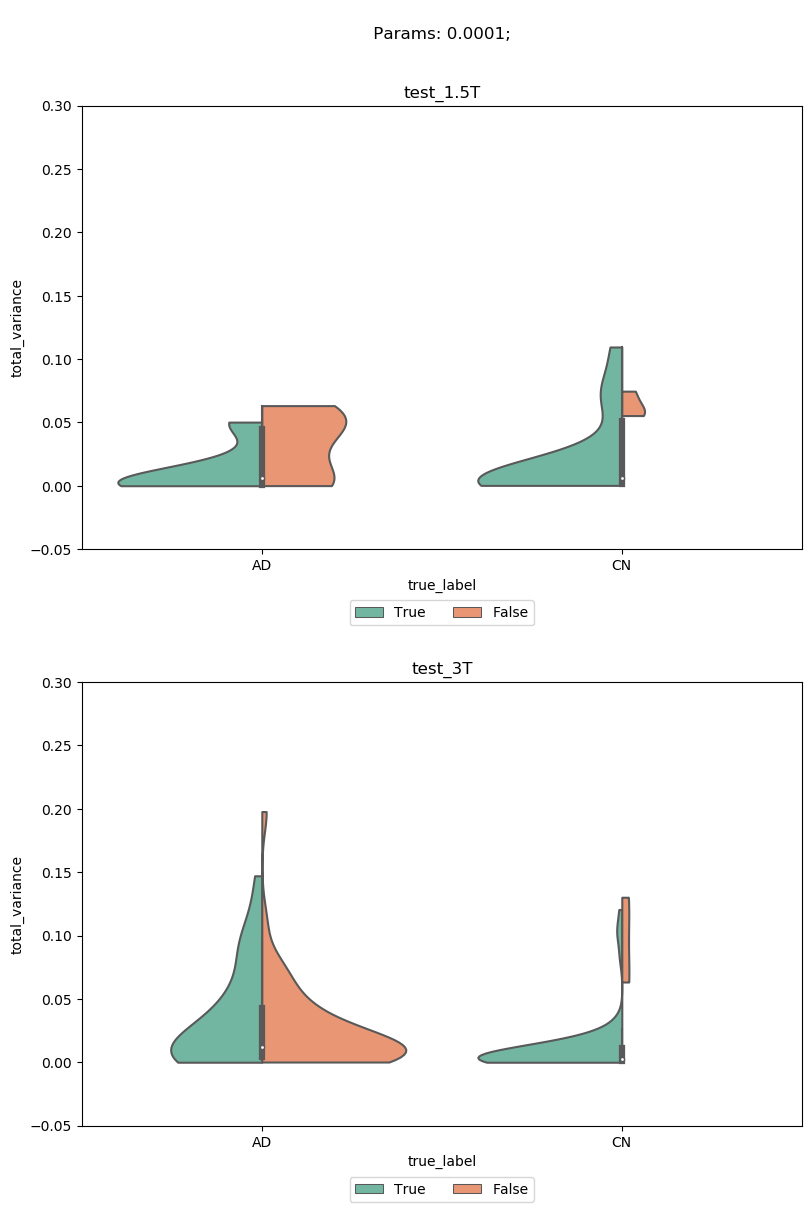 Params: 0.0001;
test_1.5T
0.30
0.25
0.20
0.15
0.10
0.05
0.00
−0.05
total_variance
AD
CN
true_label
True
False
test_3T
0.30
0.25
0.20
0.15
0.10
0.05
0.00
−0.05
total_variance
AD
CN
true_label
True
False